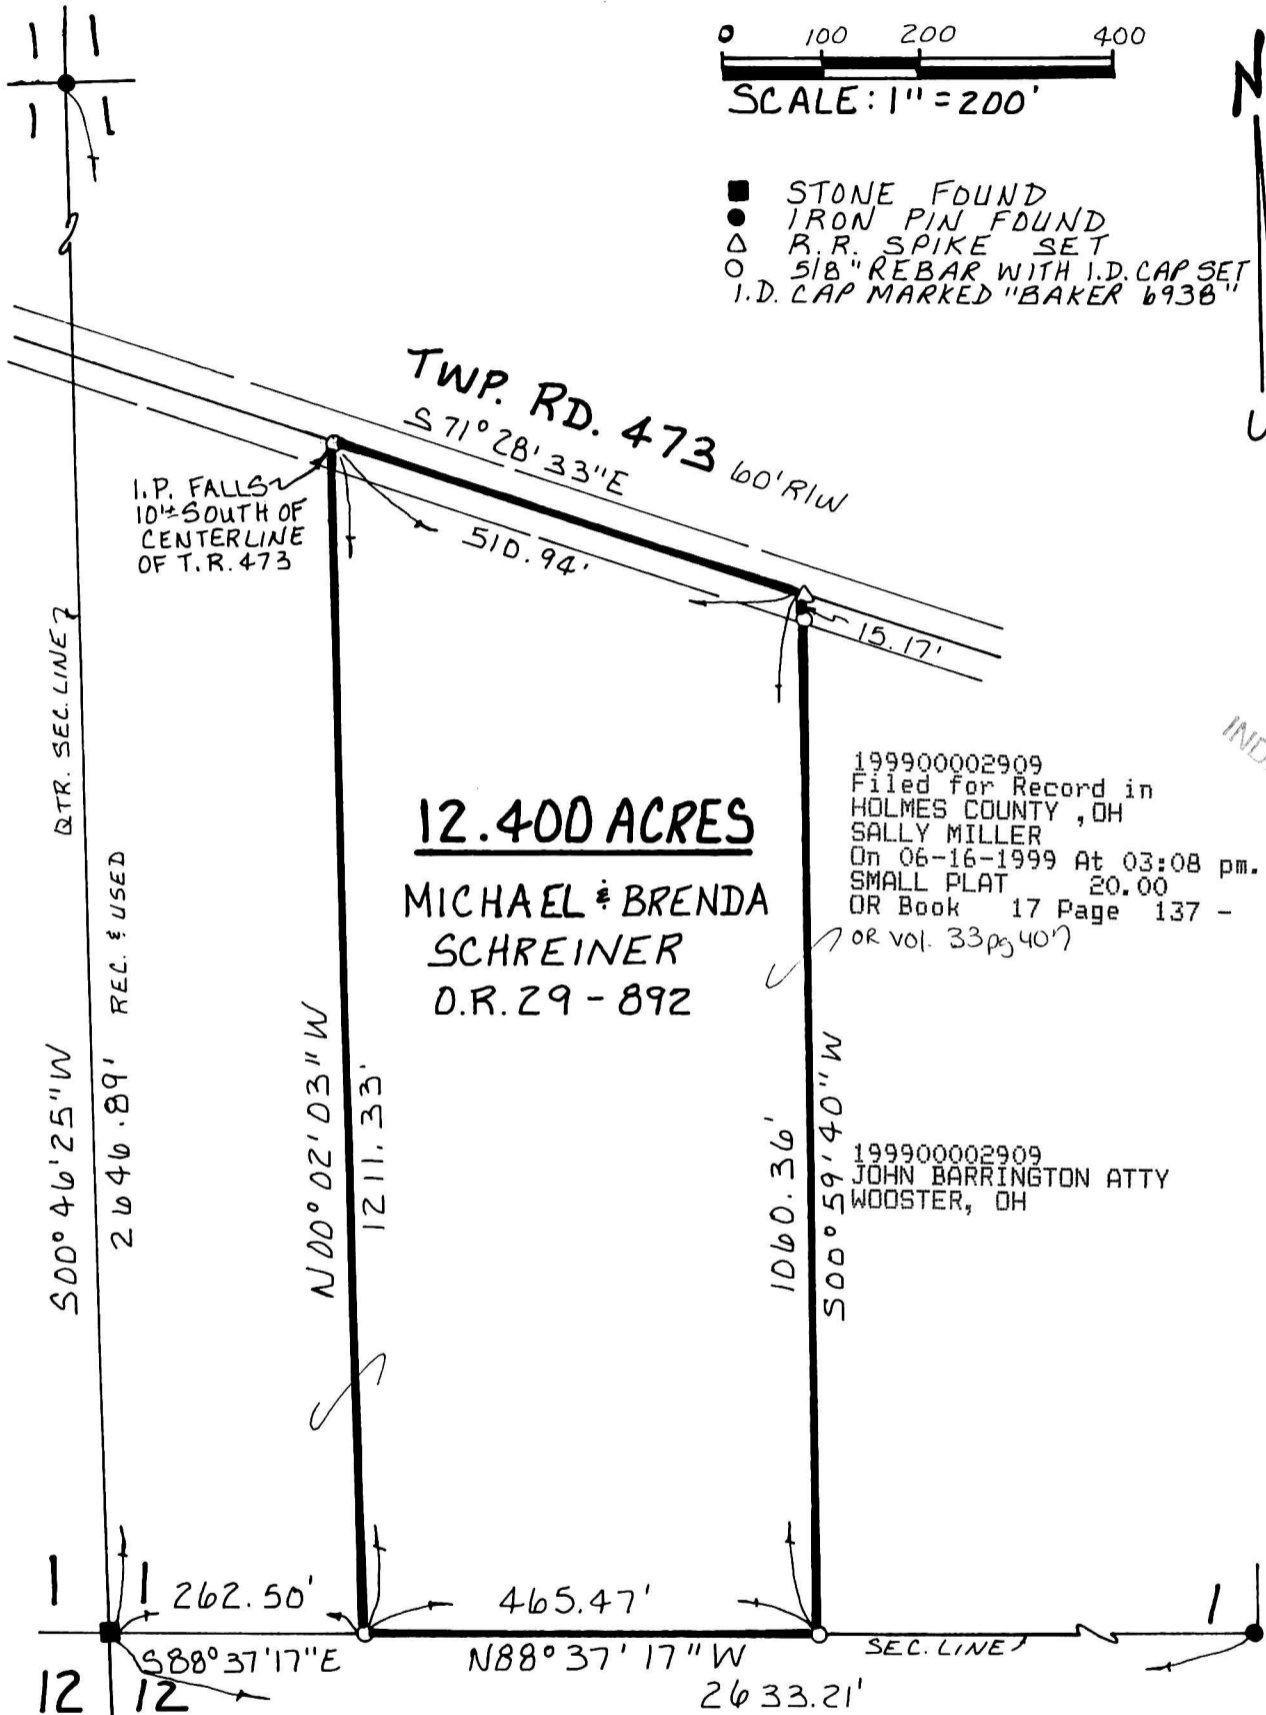 1 1
1 1
0 100 200 400
SCALE: 1" = 200'
N
STONE FOUND
IRON PIN FOUND
R.R. SPIKE SET
5/8" REBAR WITH I.D. CAP SET
I.D. CAP MARKED "BAKER 6938"
TWP. RD. 473 60' R/W
S 71° 28' 33" E
510.94'
15.17'
I.P. FALLS
10'± SOUTH OF
CENTERLINE
OF T.R. 473
QTR. SEC. LINE
REC. & USED
S00° 46' 25" W
2646.89'
12.400 ACRES
MICHAEL & BRENDA
SCHREINER
O.R. 29 - 892
N 00° 02' 03" W
1211.33'
1060.36'
S00° 59' 40" W
199900002909
Filed for Record in
HOLMES COUNTY ,OH
SALLY MILLER
On 06-16-1999 At 03:08 pm.
SMALL PLAT 20.00
OR Book 17 Page 137 -
OR Vol. 33 pg 407
199900002909
JOHN BARRINGTON ATTY
WOOSTER, OH
1 1
262.50'
465.47'
1
S88° 37' 17" E
N88° 37' 17" W
SEC. LINE
12 12
2633.21'